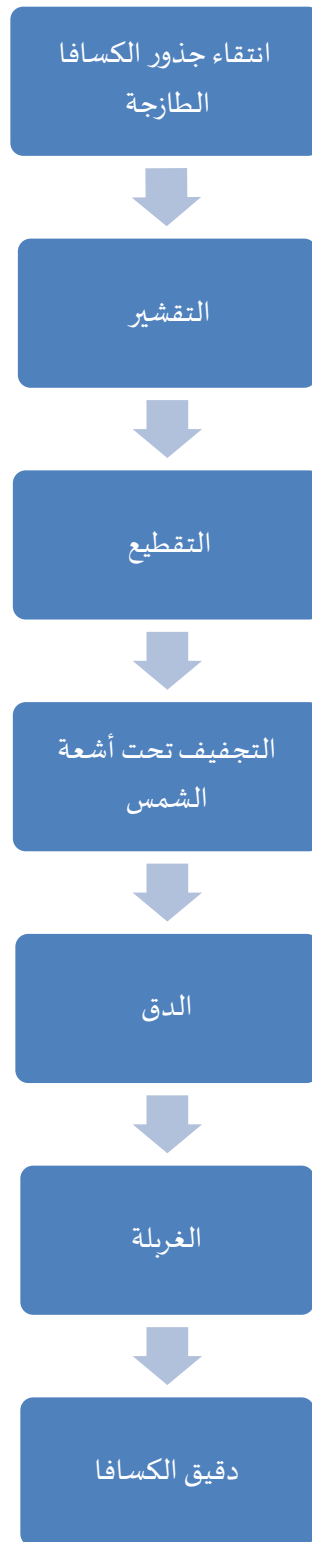 انتقاء جذور الكسافا
الطازجة
التقشير
التقطيع
التجفيف تحت أشعة
الشمس
الدق
الغربلة
دقيق الكسافا